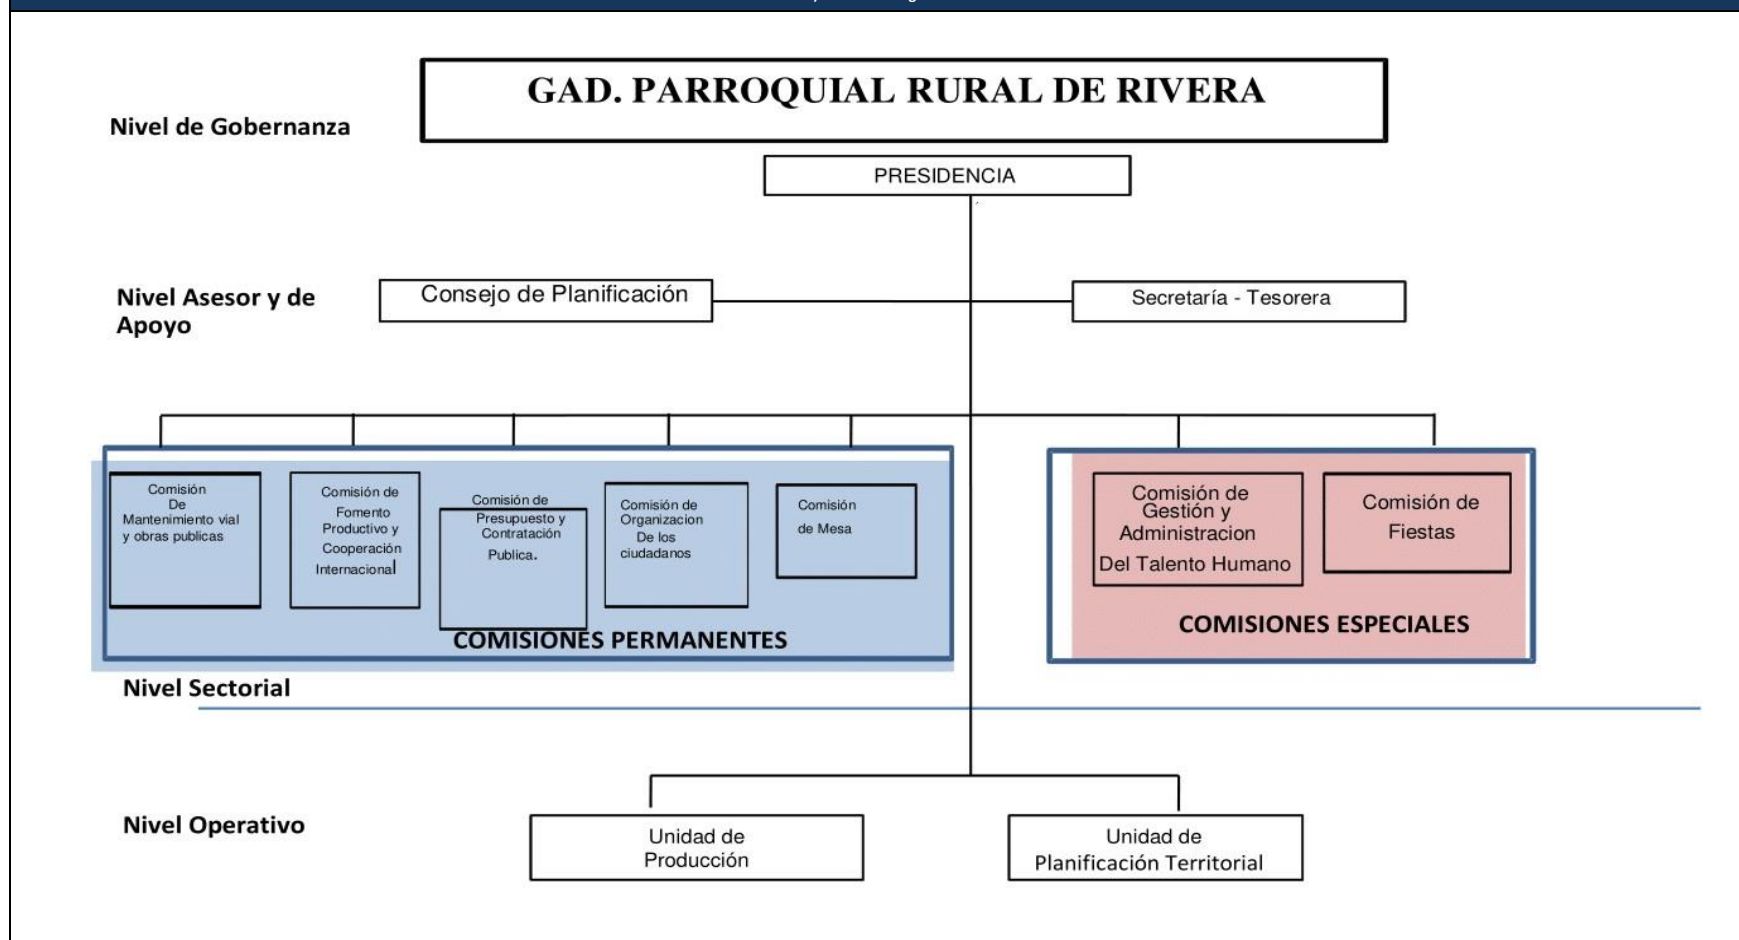 GAD. PARROQUIAL RURAL DE RIVERA
Nivel de Gobernanza
PRESIDENCIA
Nivel Asesor y de
Apoyo
Consejo de Planificación
Secretaría - Tesorera
Comisión
De
Mantenimiento vial
y obras publicas
Comisión de
Fomento
Productivo y
Cooperación
Internacional
Comisión de
Presupuesto y
Contratación
Publica.
Comisión de
Organizacion
De los
ciudadanos
Comisión
de Mesa
COMISIONES PERMANENTES
Comisión de
Gestión y
Administracion
Del Talento Humano
Comisión de
Fiestas
COMISIONES ESPECIALES
Nivel Sectorial
Nivel Operativo
Unidad de
Producción
Unidad de
Planificación Territorial